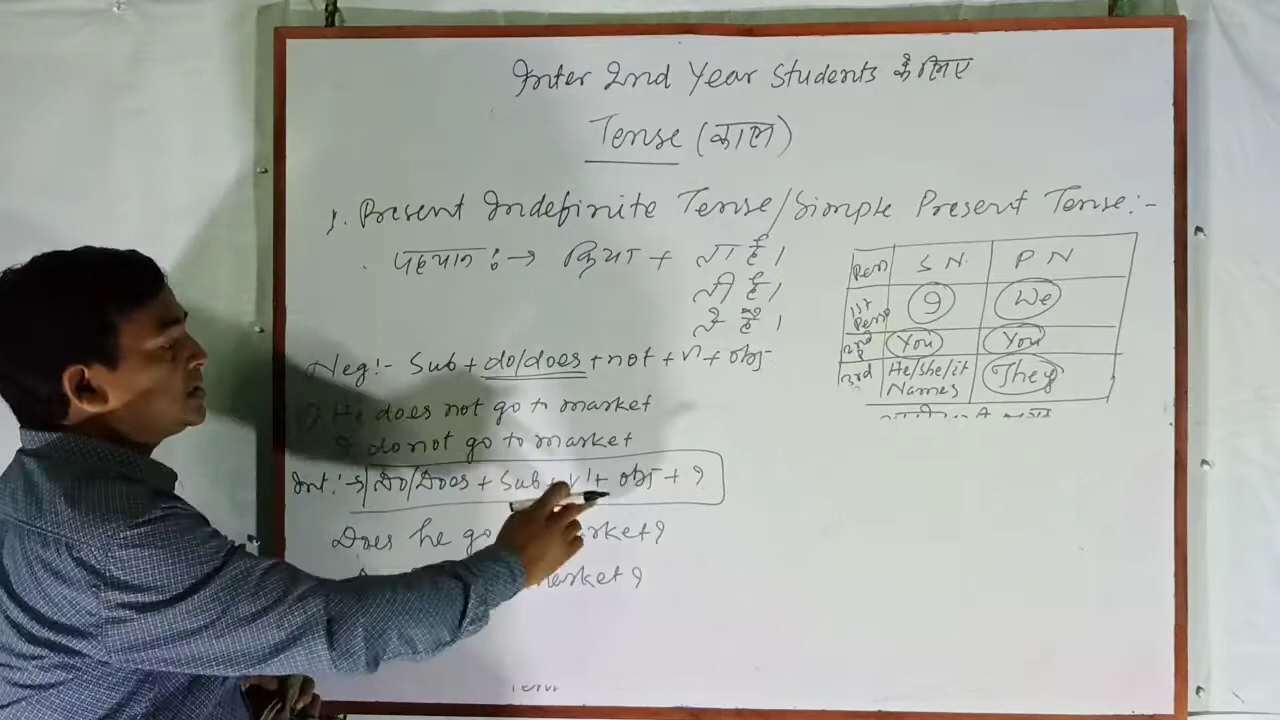 Inter 2nd Year Students के लिए
Tense (काल)
1. Present Indefinite Tense/Simple Present Tense:-
पहचान :→ क्रिया + ता है।
ती है।
ते हैं।
Pers S N. P N
1st Pers I We
2nd You You
3rd He/She/it Names They
Neg:- Sub + do/does + not + V1 + obj
He does not go to market
I do not go to market
Int:→ Do/Does + Sub + V1 + obj + ?
Does he go market?
market?